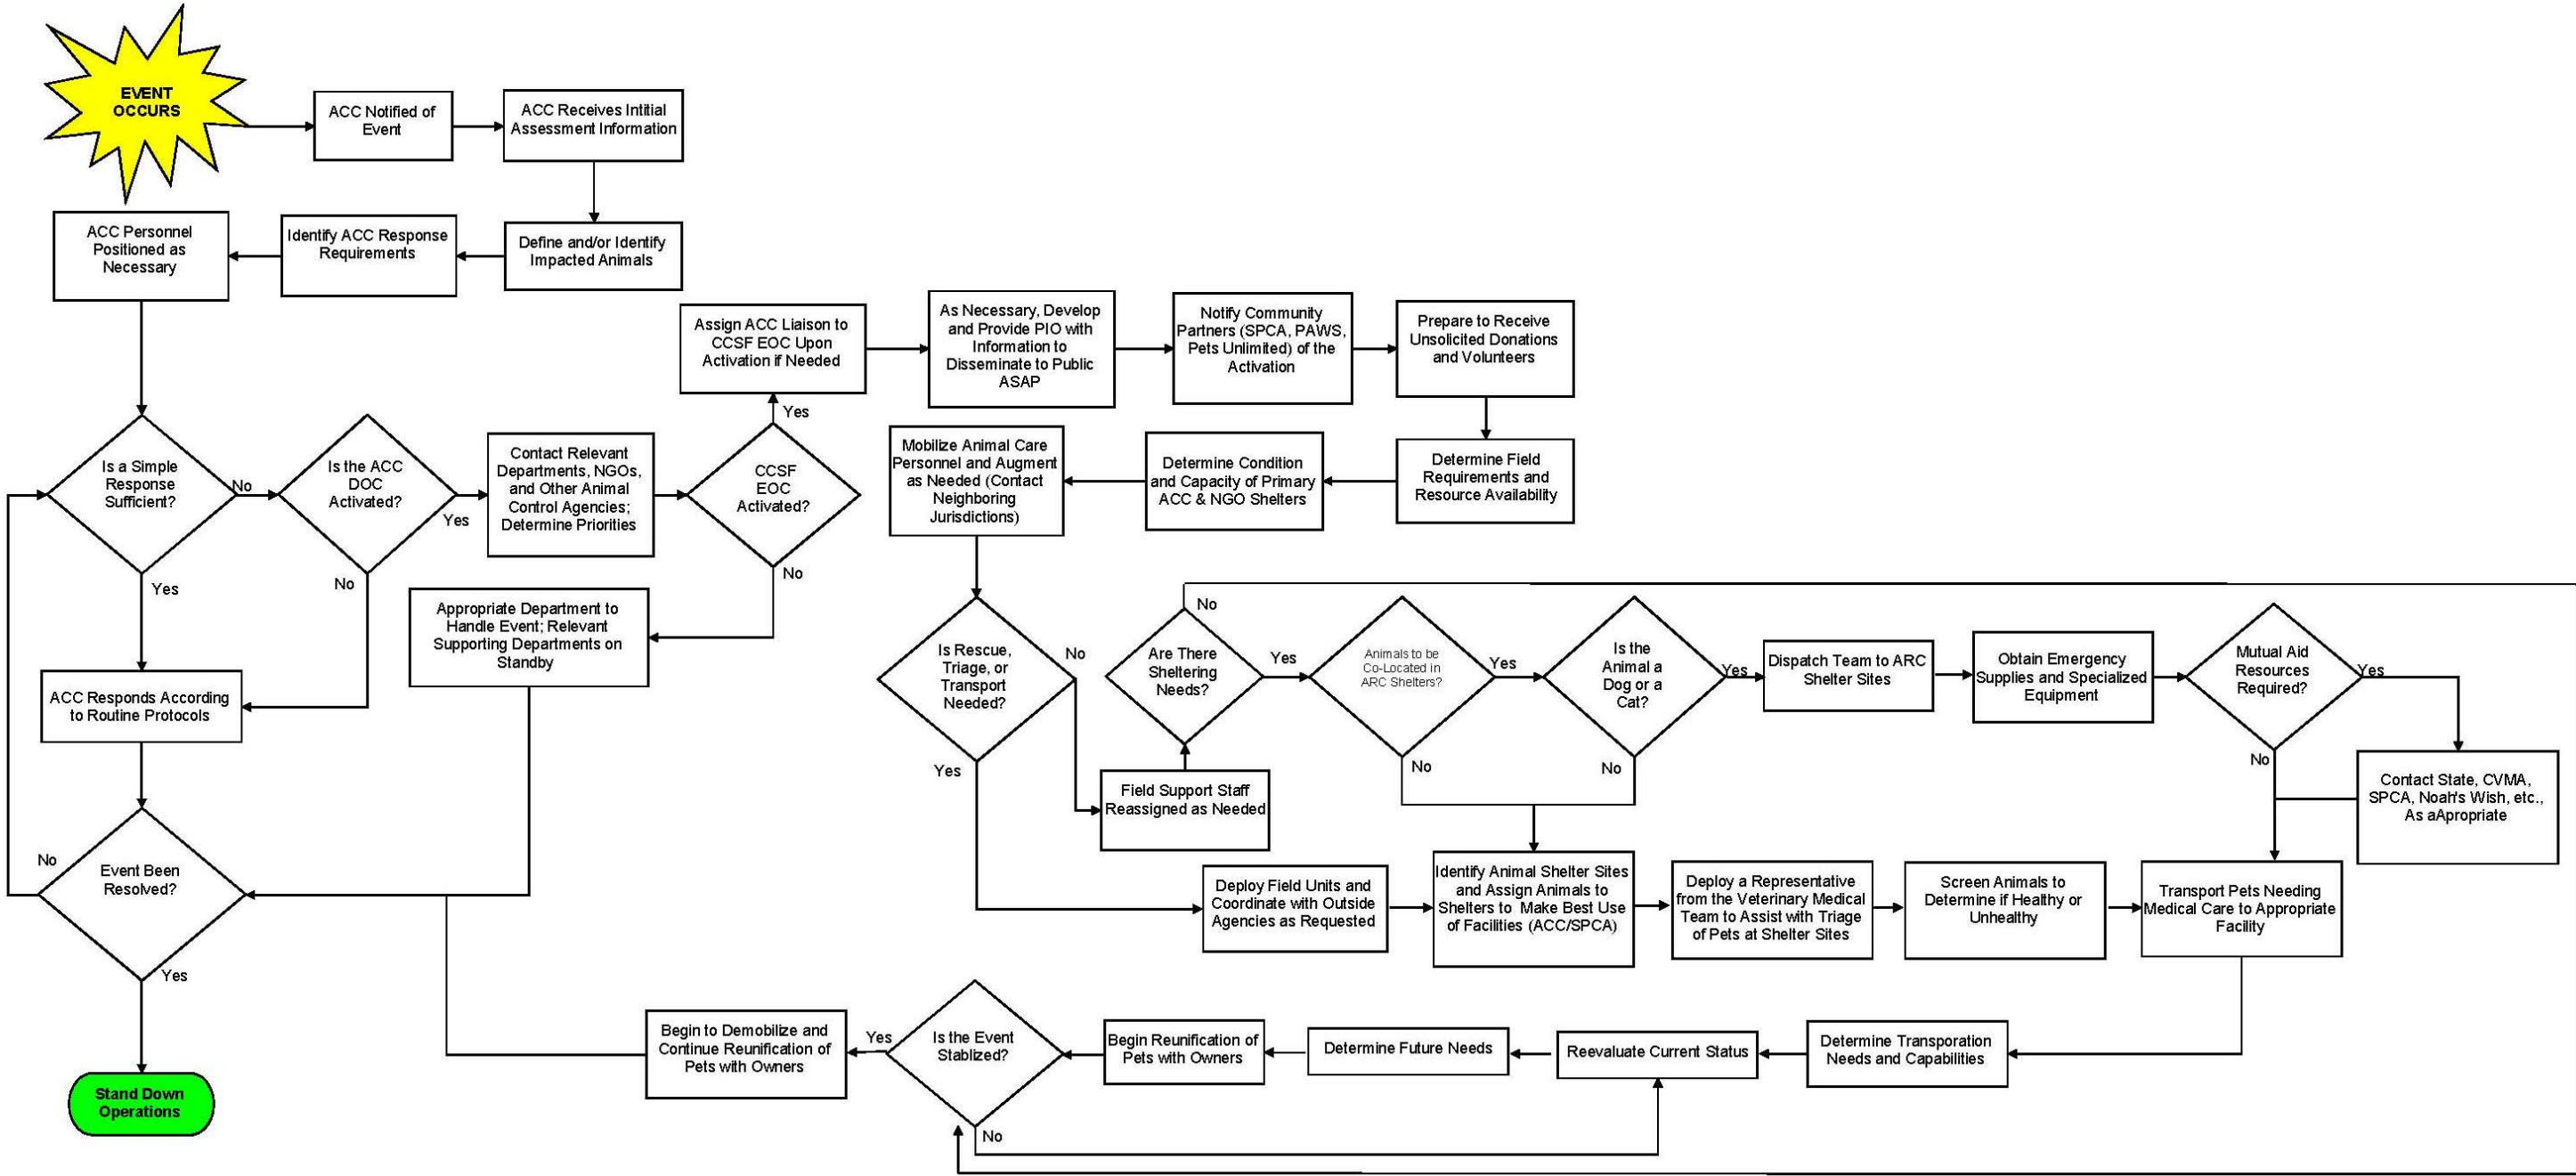 EVENT
OCCURS
ACC Notified of
Event
ACC Receives Intitial
Assessment Information
ACC Personnel
Positioned as
Necessary
Identify ACC Response
Requirements
Define and/or Identify
Impacted Animals
Assign ACC Liaison to
CCSF EOC Upon
Activation if Needed
As Necessary, Develop
and Provide PIO with
Information to
Disseminate to Public
ASAP
Notify Community
Partners (SPCA, PAWS,
Pets Unlimited) of the
Activation
Prepare to Receive
Unsolicited Donations
and Volunteers
Yes
Is a Simple
Response
Sufficient?
No
Is the ACC
DOC
Activated?
Yes
Contact Relevant
Departments, NGOs,
and Other Animal
Control Agencies;
Determine Priorities
CCSF
EOC
Activated?
Mobilize Animal Care
Personnel and Augment
as Needed (Contact
Neighboring
Jurisdictions)
Determine Condition
and Capacity of Primary
ACC & NGO Shelters
Determine Field
Requirements and
Resource Availability
Yes
No
No
Appropriate Department to
Handle Event; Relevant
Supporting Departments on
Standby
Is Rescue,
Triage, or
Transport
Needed?
No
No
Are There
Sheltering
Needs?
Yes
Animals to be
Co-Located in
ARC Shelters?
Yes
Is the
Animal a
Dog or a
Cat?
Yes
Dispatch Team to ARC
Shelter Sites
Obtain Emergency
Supplies and Specialized
Equipment
Mutual Aid
Resources
Required?
Yes
ACC Responds According
to Routine Protocols
Yes
Field Support Staff
Reassigned as Needed
No
No
No
Contact State, CVMA,
SPCA, Noah's Wish, etc.,
As aApropriate
No
Event Been
Resolved?
Deploy Field Units and
Coordinate with Outside
Agencies as Requested
Identify Animal Shelter Sites
and Assign Animals to
Shelters to Make Best Use
of Facilities (ACC/SPCA)
Deploy a Representative
from the Veterinary Medical
Team to Assist with Triage
of Pets at Shelter Sites
Screen Animals to
Determine if Healthy or
Unhealthy
Transport Pets Needing
Medical Care to Appropriate
Facility
Yes
Begin to Demobilize and
Continue Reunification of
Pets with Owners
Yes
Is the Event
Stablized?
Begin Reunification of
Pets with Owners
Determine Future Needs
Reevaluate Current Status
Determine Transporation
Needs and Capabilities
Stand Down
Operations
No